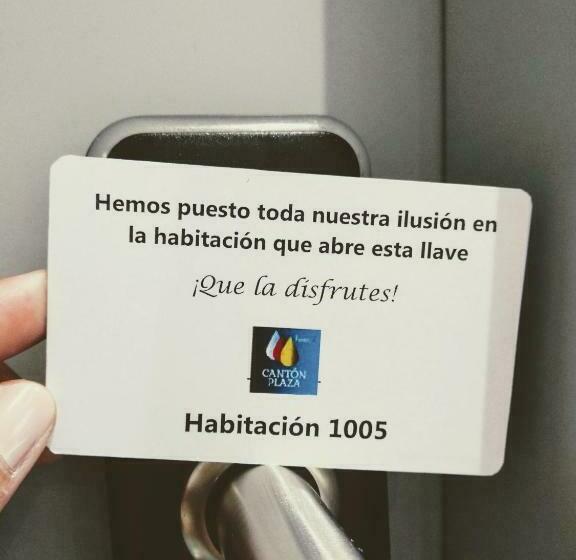 Hemos puesto toda nuestra ilusión en
la habitación que abre esta llave
¡Que la disfrutes!
CANTÓN
PLAZA
Habitación 1005